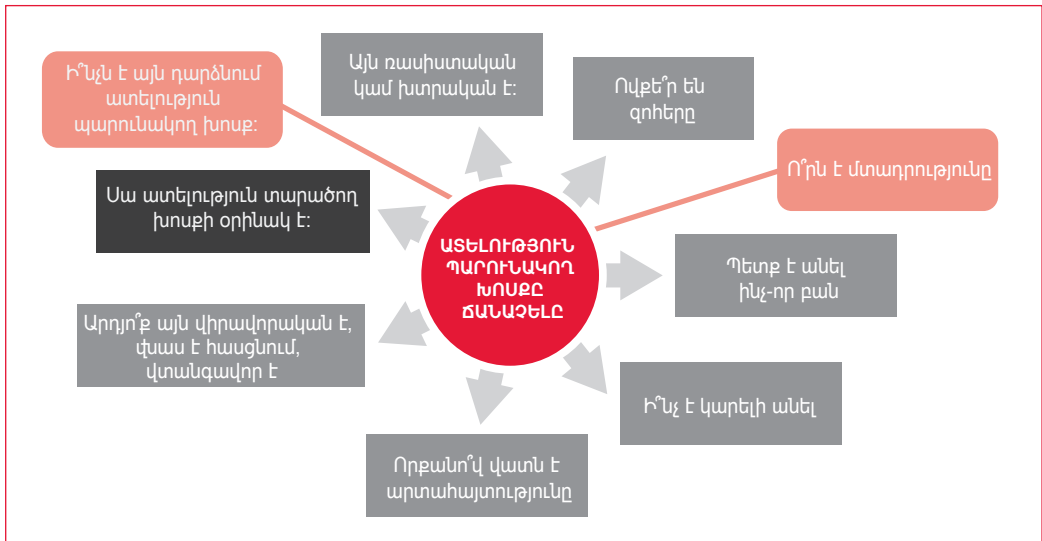 Ի՞նչն է այն դարձնում
ատելություն
պարունակող խոսք:
Այն ռասիստական
կամ խտրական է:
Ովքե՞ր են
զոհերը
Ո՞րն է մտադրությունը
Սա ատելություն տարածող
խոսքի օրինակ է:
ԱՏԵԼՈՒԹՅՈՒՆ
ՊԱՐՈՒՆԱԿՈՂ
ԽՈՍՔԸ
ՃԱՆԱՉԵԼԸ
Պետք է անել
ինչ-որ բան
Արդյո՞ք այն վիրավորական է,
վնաս է հասցնում,
վտանգավոր է
Ի՞նչ է կարելի անել
Որքանո՞վ վատն է
արտահայտությունը